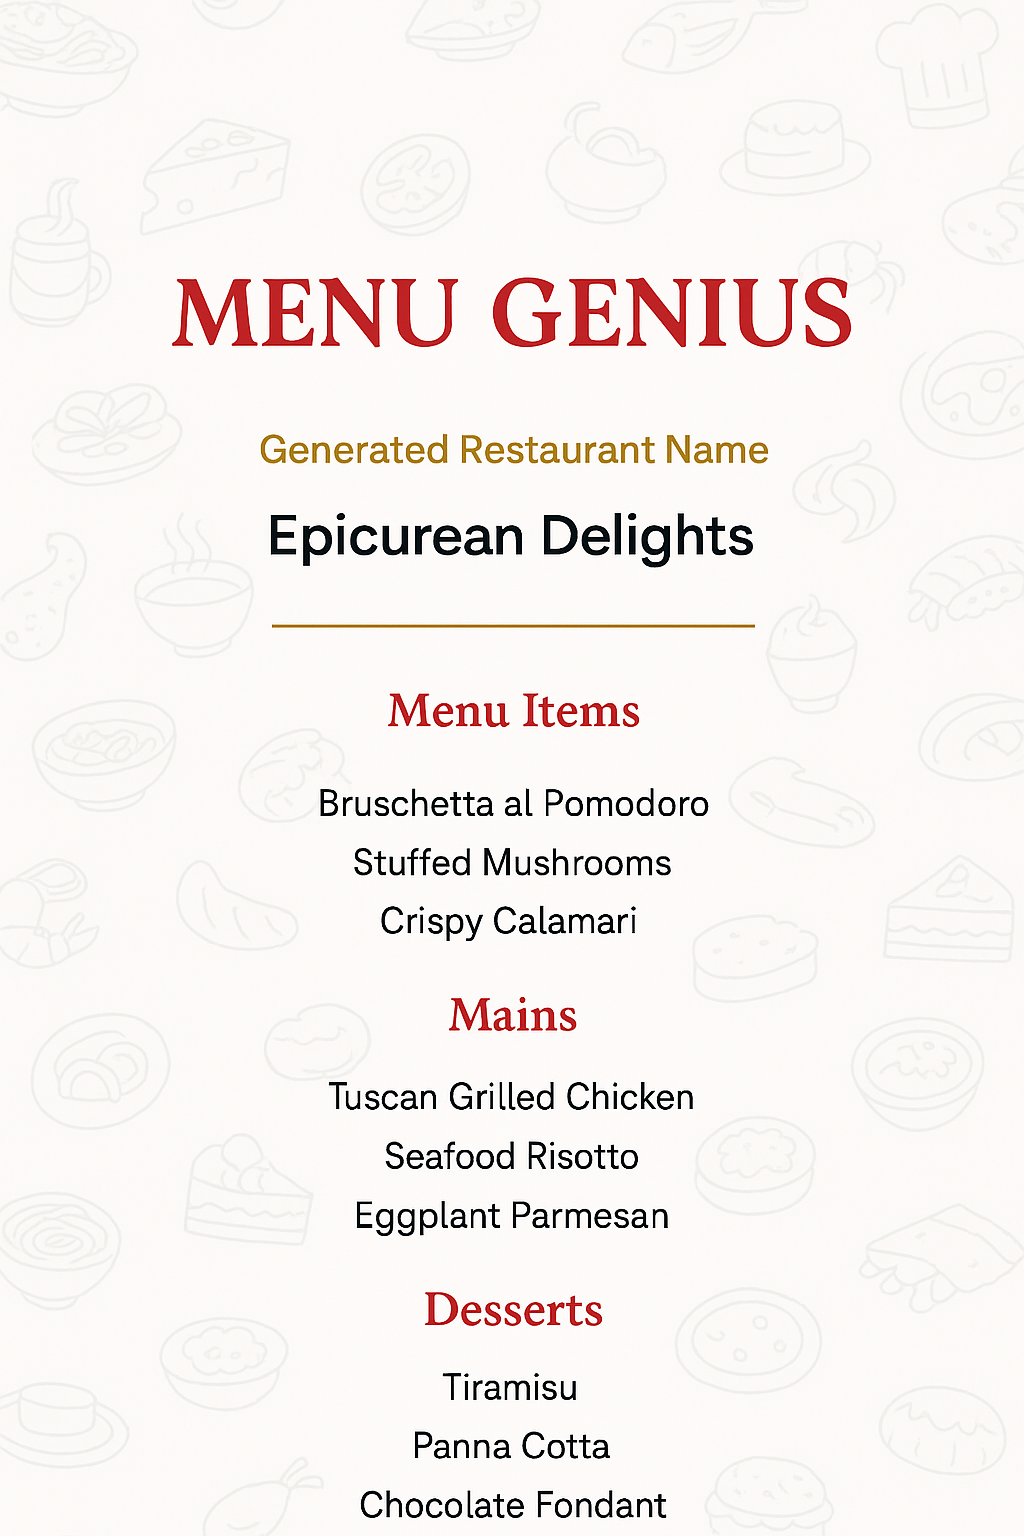 MENU GENIUS
Generated Restaurant Name
Epicurean Delights
Menu Items
Bruschetta al Pomodoro
Stuffed Mushrooms
Crispy Calamari
Mains
Tuscan Grilled Chicken
Seafood Risotto
Eggplant Parmesan
Desserts
Tiramisu
Panna Cotta
Chocolate Fondant